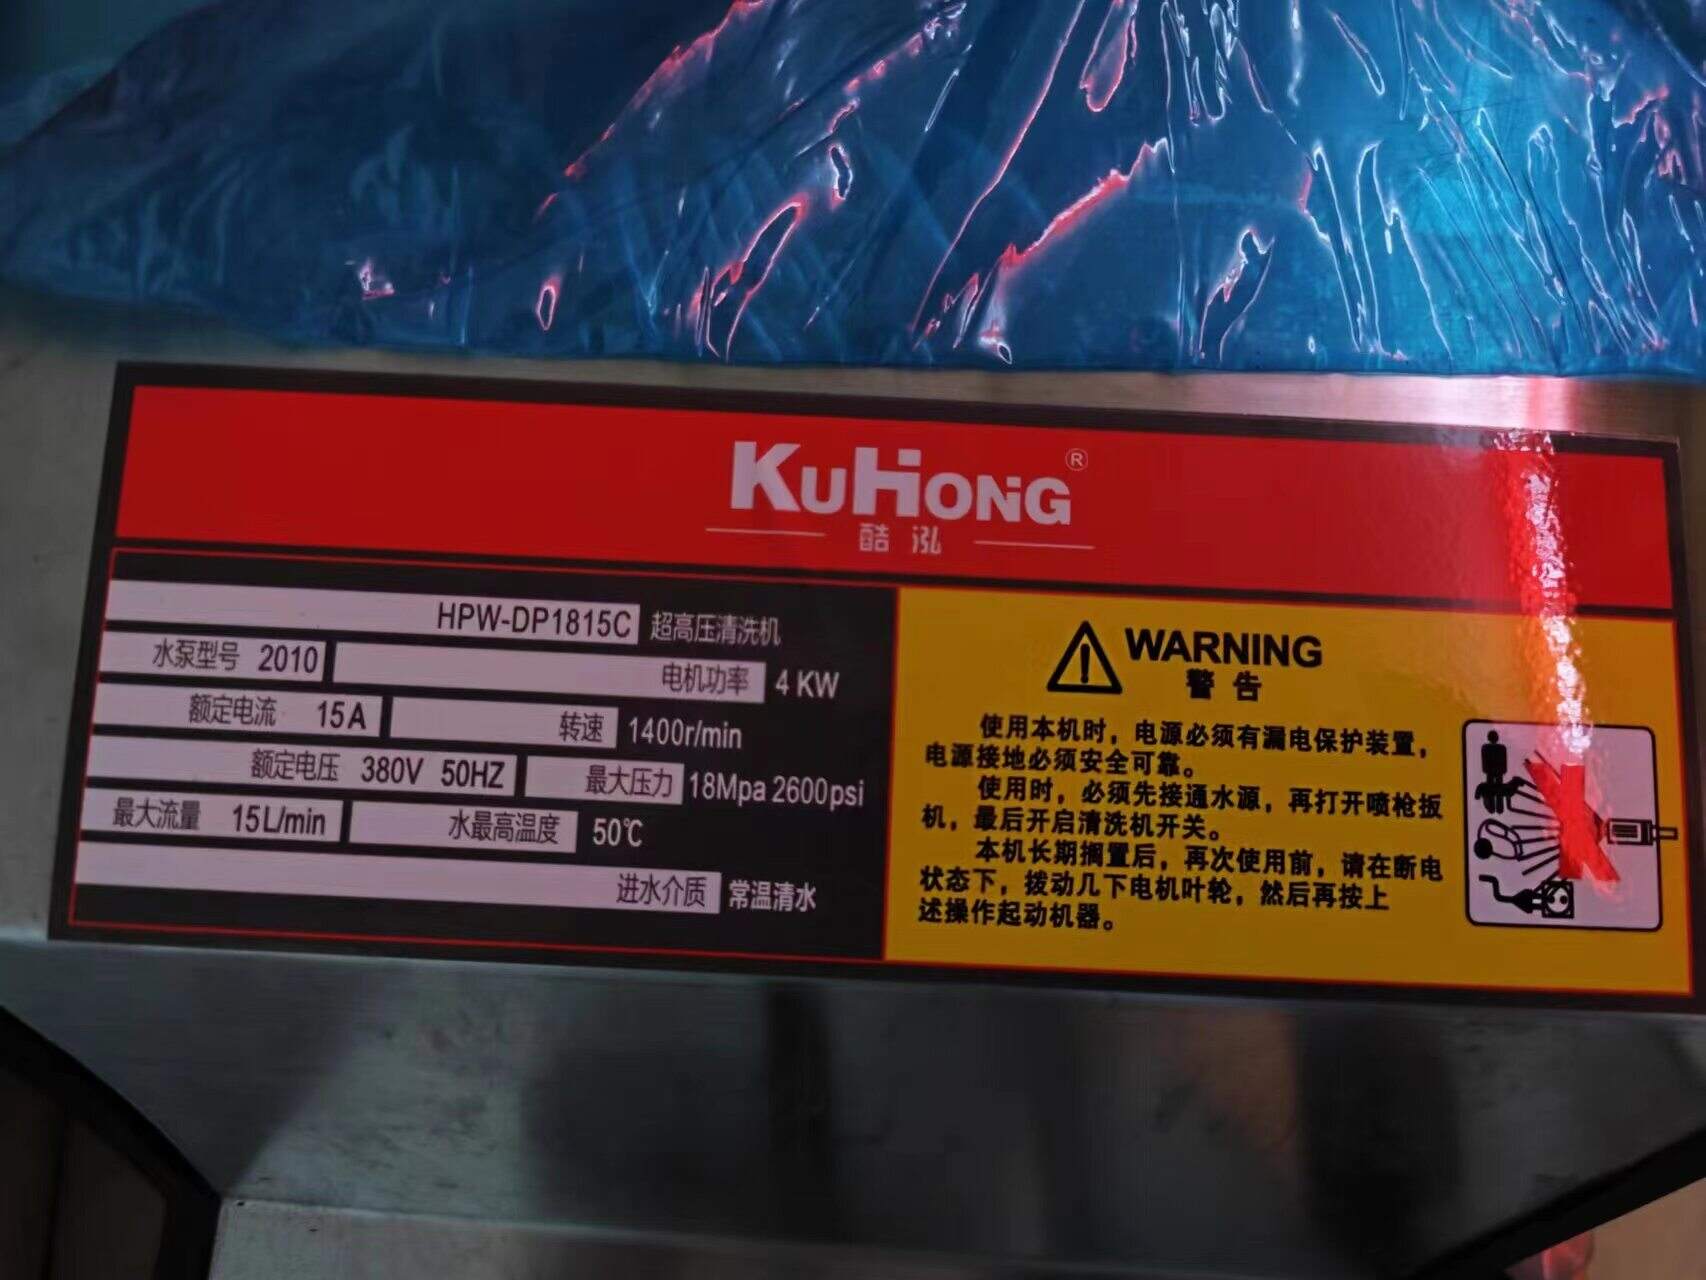 KUHONG®
酷泓
HPW-DP1815C 超高压清洗机
水泵型号 2010 电机功率 4 KW
额定电流 15A 转速 1400r/min
额定电压 380V 50HZ 最大压力 18Mpa 2600psi
最大流量 15L/min 水最高温度 50℃
进水介质 常温清水
WARNING
警告
使用本机时，电源必须有漏电保护装置，
电源接地必须安全可靠。
使用时，必须先接通水源，再打开喷枪扳
机，最后开启清洗机开关。
本机长期搁置后，再次使用前，请在断电
状态下，拨动几下电机叶轮，然后再按上
述操作起动机器。